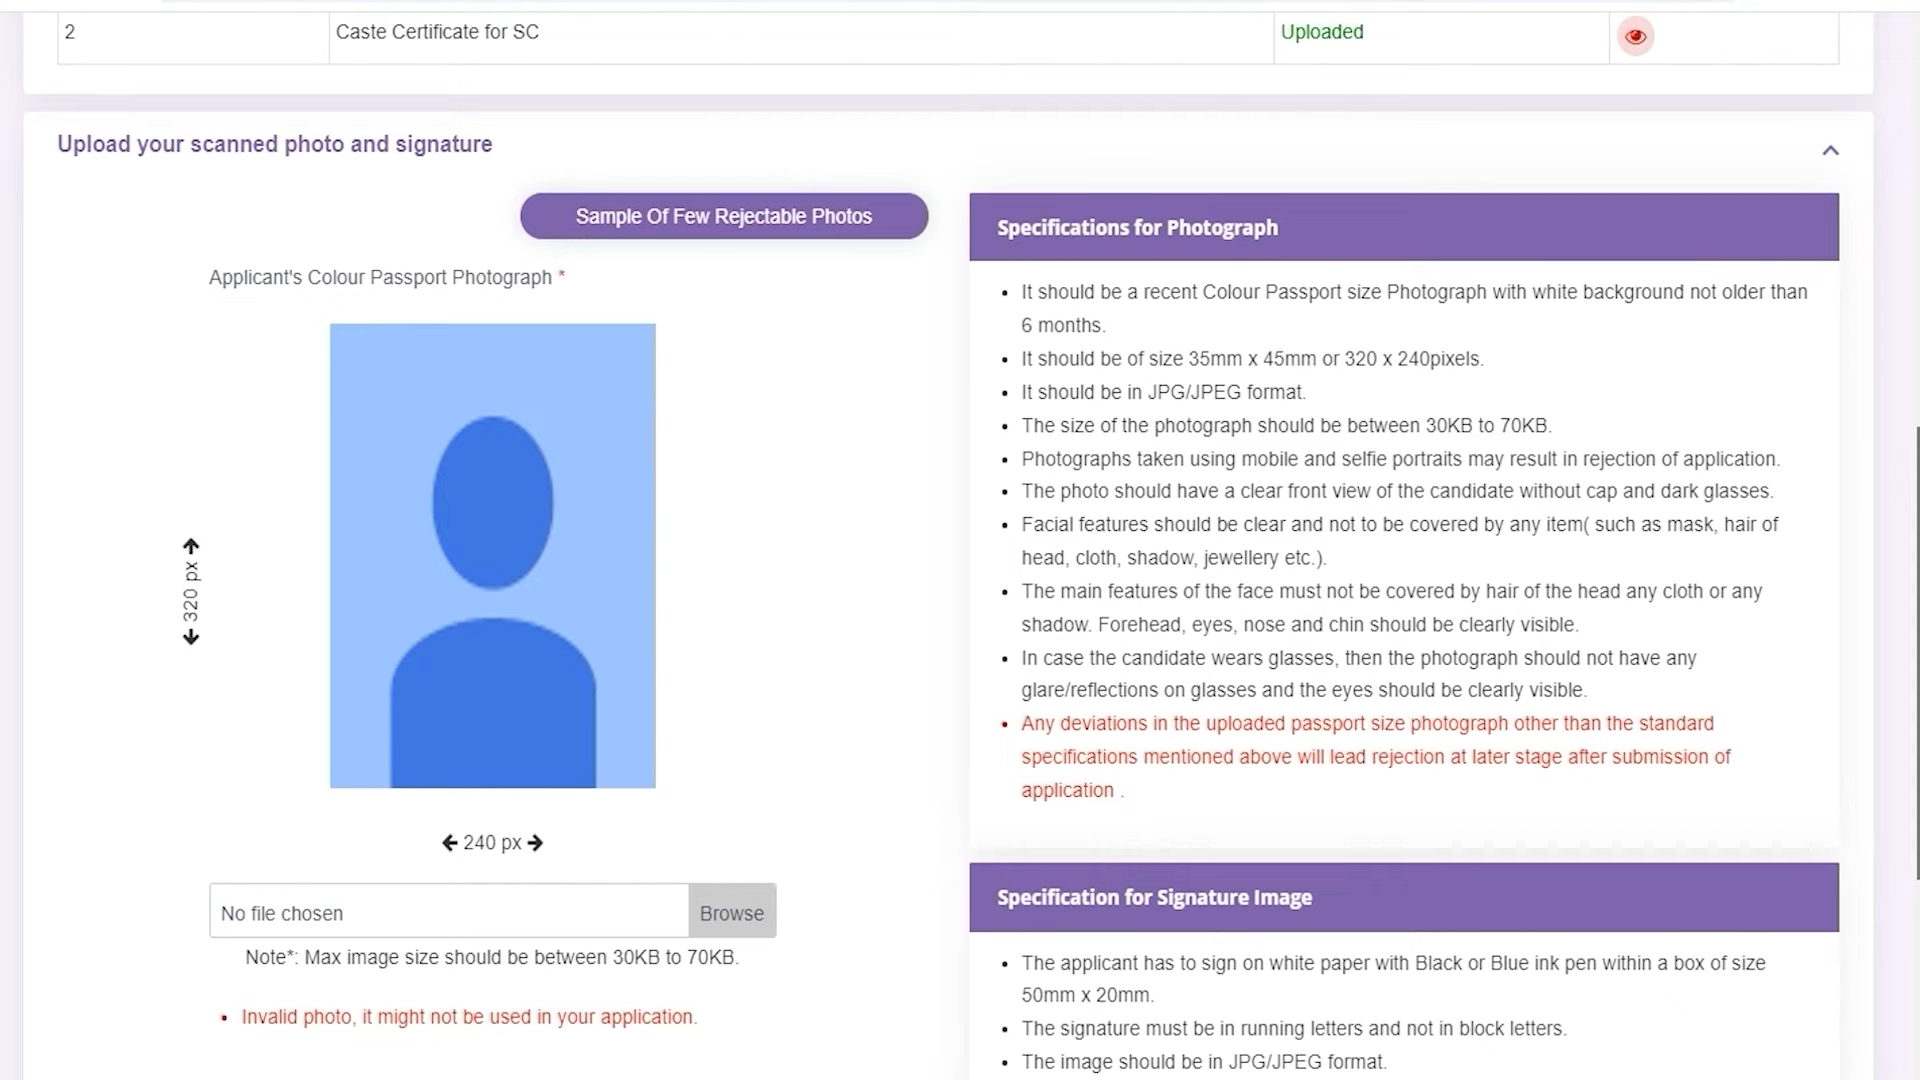 2
Caste Certificate for SC
Uploaded
Upload your scanned photo and signature
Sample Of Few Rejectable Photos
Applicant's Colour Passport Photograph *
320 px
240 px
No file chosen
Browse
Note*: Max image size should be between 30KB to 70KB.
• Invalid photo, it might not be used in your application.
Specifications for Photograph
• It should be a recent Colour Passport size Photograph with white background not older than
6 months.
• It should be of size 35mm x 45mm or 320 x 240pixels.
• It should be in JPG/JPEG format.
• The size of the photograph should be between 30KB to 70KB.
• Photographs taken using mobile and selfie portraits may result in rejection of application.
• The photo should have a clear front view of the candidate without cap and dark glasses.
• Facial features should be clear and not to be covered by any item( such as mask, hair of
head, cloth, shadow, jewellery etc.).
• The main features of the face must not be covered by hair of the head any cloth or any
shadow. Forehead, eyes, nose and chin should be clearly visible.
• In case the candidate wears glasses, then the photograph should not have any
glare/reflections on glasses and the eyes should be clearly visible.
• Any deviations in the uploaded passport size photograph other than the standard
specifications mentioned above will lead rejection at later stage after submission of
application .
Specification for Signature Image
• The applicant has to sign on white paper with Black or Blue ink pen within a box of size
50mm x 20mm.
• The signature must be in running letters and not in block letters.
• The image should be in JPG/JPEG format.